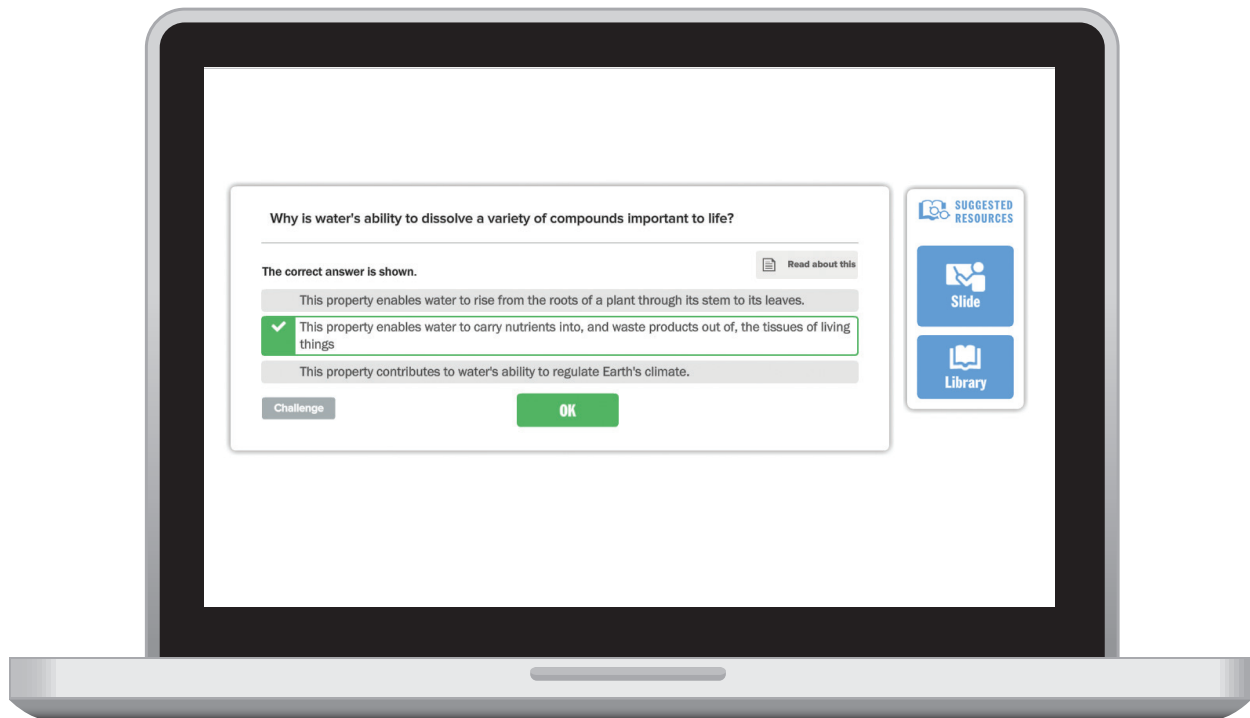 Why is water's ability to dissolve a variety of compounds important to life?
The correct answer is shown.
Read about this
This property enables water to rise from the roots of a plant through its stem to its leaves.
This property enables water to carry nutrients into, and waste products out of, the tissues of living
things
This property contributes to water's ability to regulate Earth's climate.
Challenge
OK
SUGGESTED
RESOURCES
Slide
Library